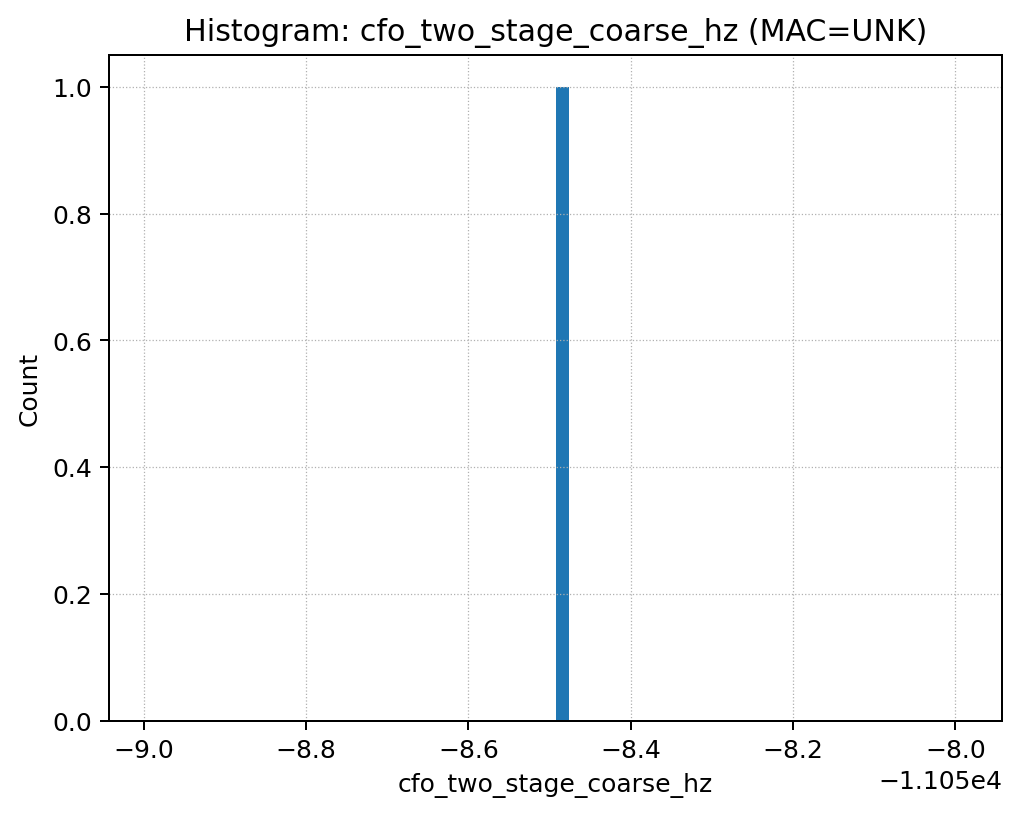 Histogram: cfo_two_stage_coarse_hz (MAC=UNK)
1.0
0.8
0.6
0.4
0.2
0.0
Count
−9.0 −8.8 −8.6 −8.4 −8.2 −8.0
cfo_two_stage_coarse_hz
−1.105e4